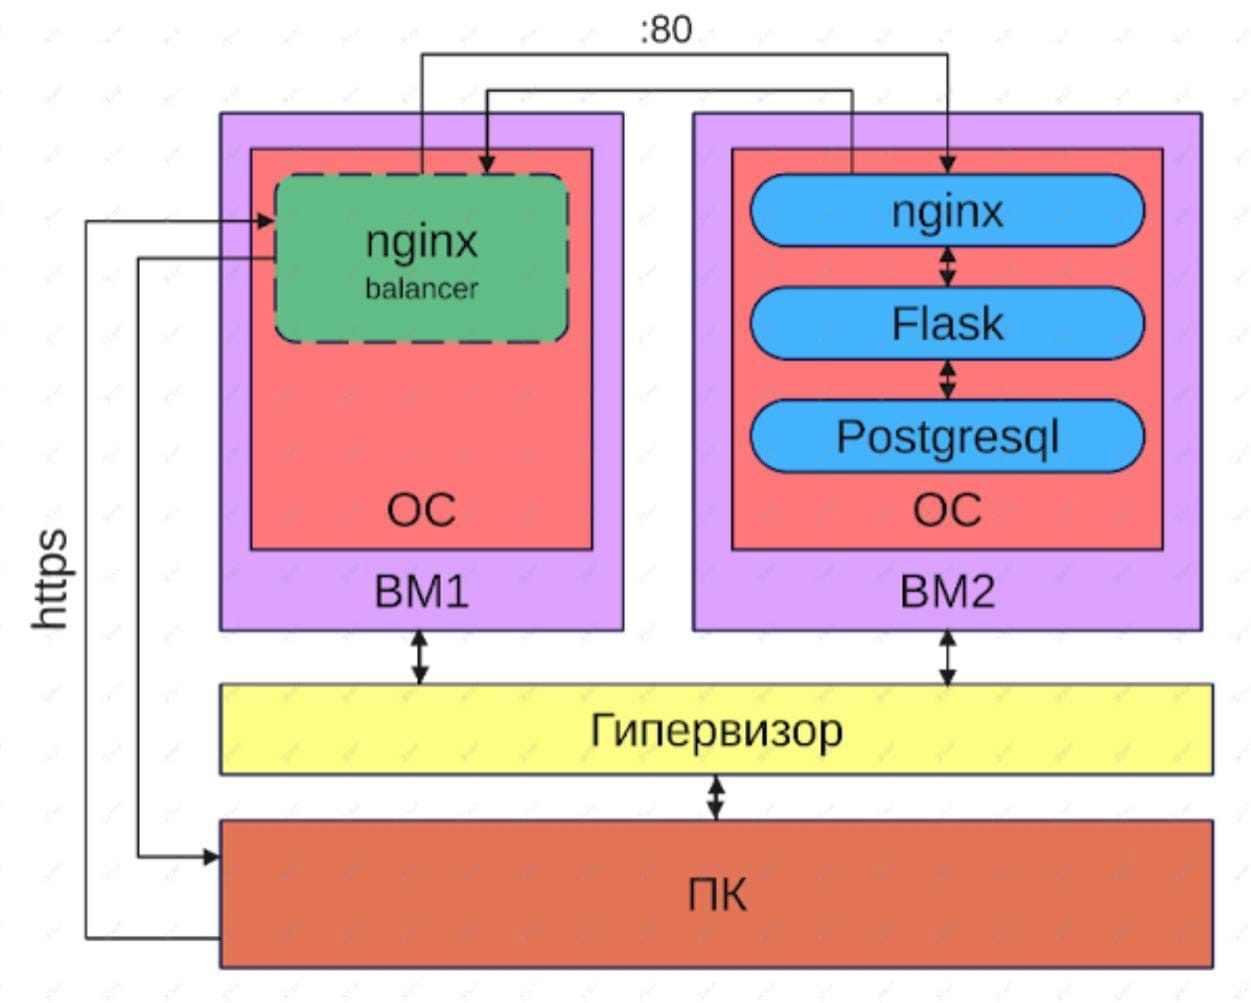 :80
nginx
balancer
ОС
ВМ1
nginx
Flask
Postgresql
ОС
ВМ2
https
Гипервизор
ПК